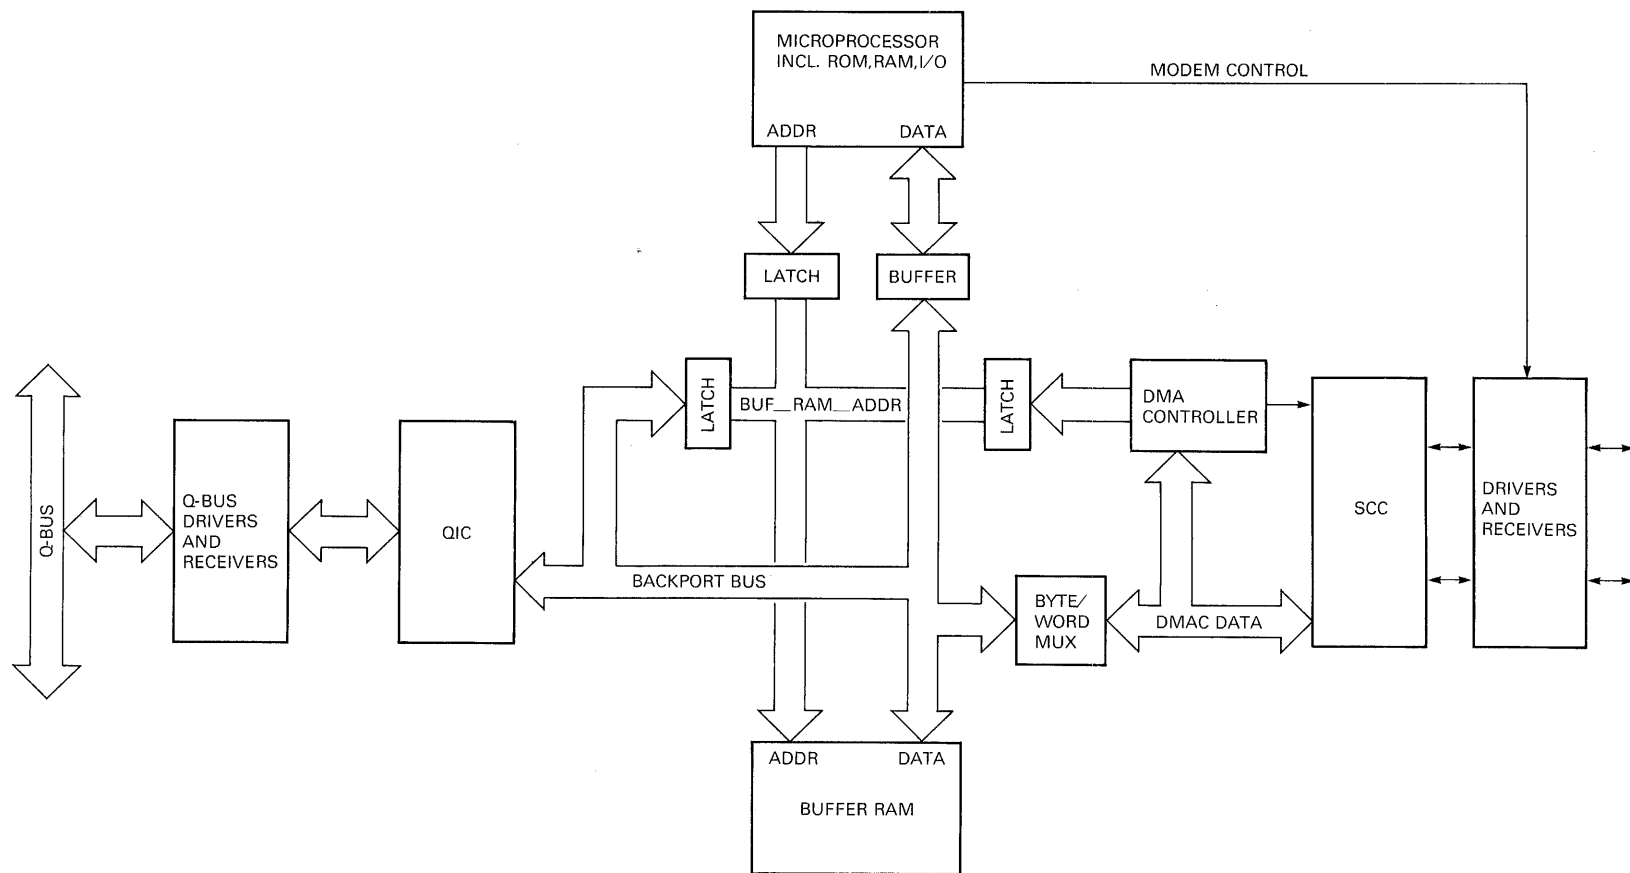 MICROPROCESSOR
INCL. ROM,RAM,I/O
ADDR DATA
MODEM CONTROL
LATCH
BUFFER
LATCH
BUF__RAM__ADDR
LATCH
DMA
CONTROLLER
Q-BUS
Q-BUS
DRIVERS
AND
RECEIVERS
QIC
SCC
DRIVERS
AND
RECEIVERS
BACKPORT BUS
BYTE/
WORD
MUX
DMAC DATA
ADDR DATA
BUFFER RAM